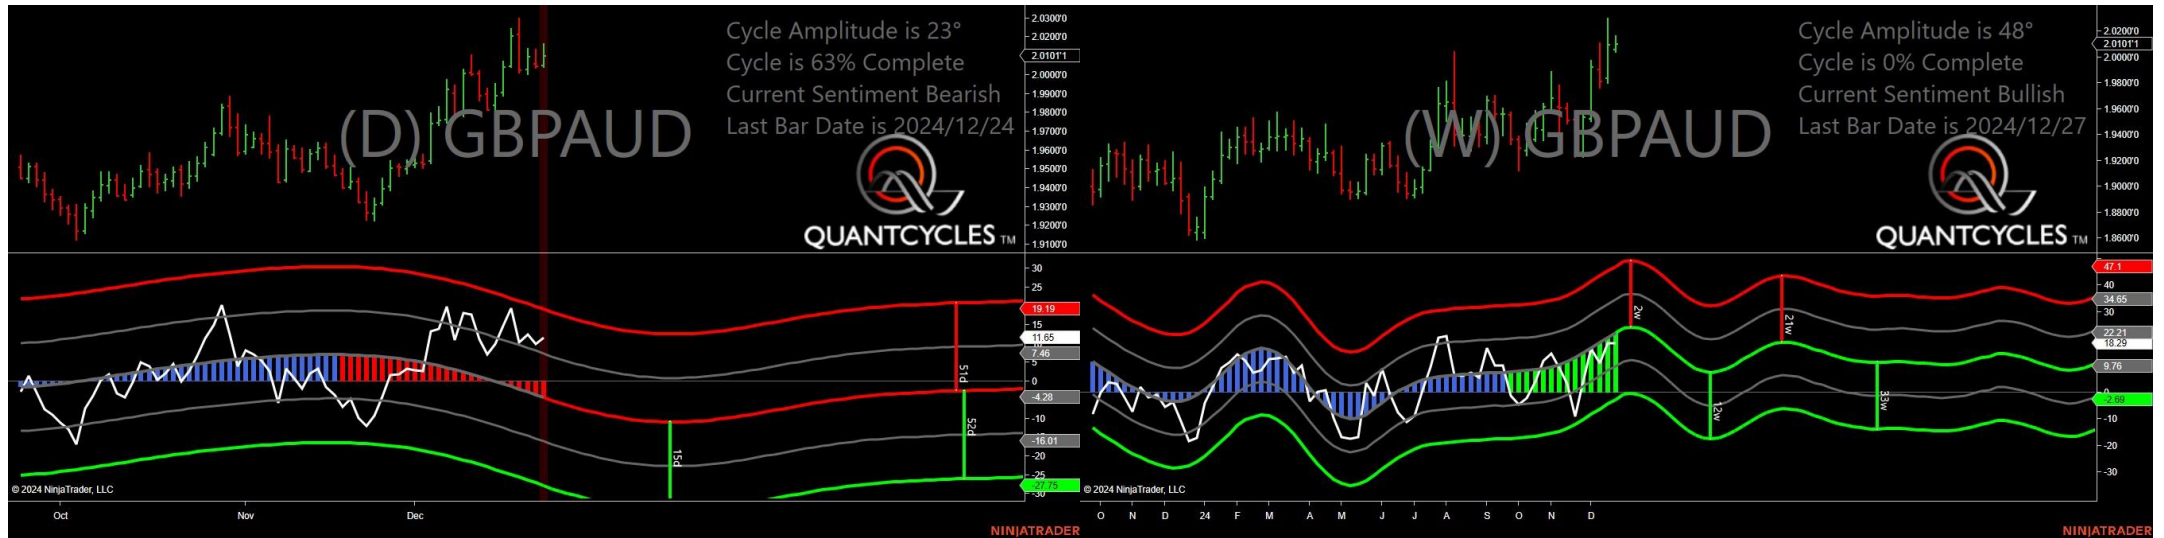 Cycle Amplitude is 23°
Cycle is 63% Complete
Current Sentiment Bearish
Last Bar Date is 2024/12/24
(D) GBPAUD
QUANTCYCLES TM
2.0300'0
2.0200'0
2.0101'1
2.0000'0
1.9900'0
1.9800'0
1.9700'0
1.9600'0
1.9500'0
1.9400'0
1.9300'0
1.9200'0
1.9100'0
30
25
19.19
15
11.65
7.46
5
0
-4.28
-10
-16.01
-20
-25
-27.75
-30
15d
51d
52d
© 2024 NinjaTrader, LLC
Oct Nov Dec
NINJATRADER
Cycle Amplitude is 48°
Cycle is 0% Complete
Current Sentiment Bullish
Last Bar Date is 2024/12/27
(W) GBPAUD
QUANTCYCLES TM
2.0200'0
2.0101'1
2.0000'0
1.9800'0
1.9600'0
1.9400'0
1.9200'0
1.9000'0
1.8800'0
1.8600'0
47.1
40
34.65
30
22.21
18.29
9.76
0
-2.69
-10
-20
-30
2w
12w
21w
33w
© 2024 NinjaTrader, LLC
O N D 24 F M A M J J A S O N D
NINJATRADER